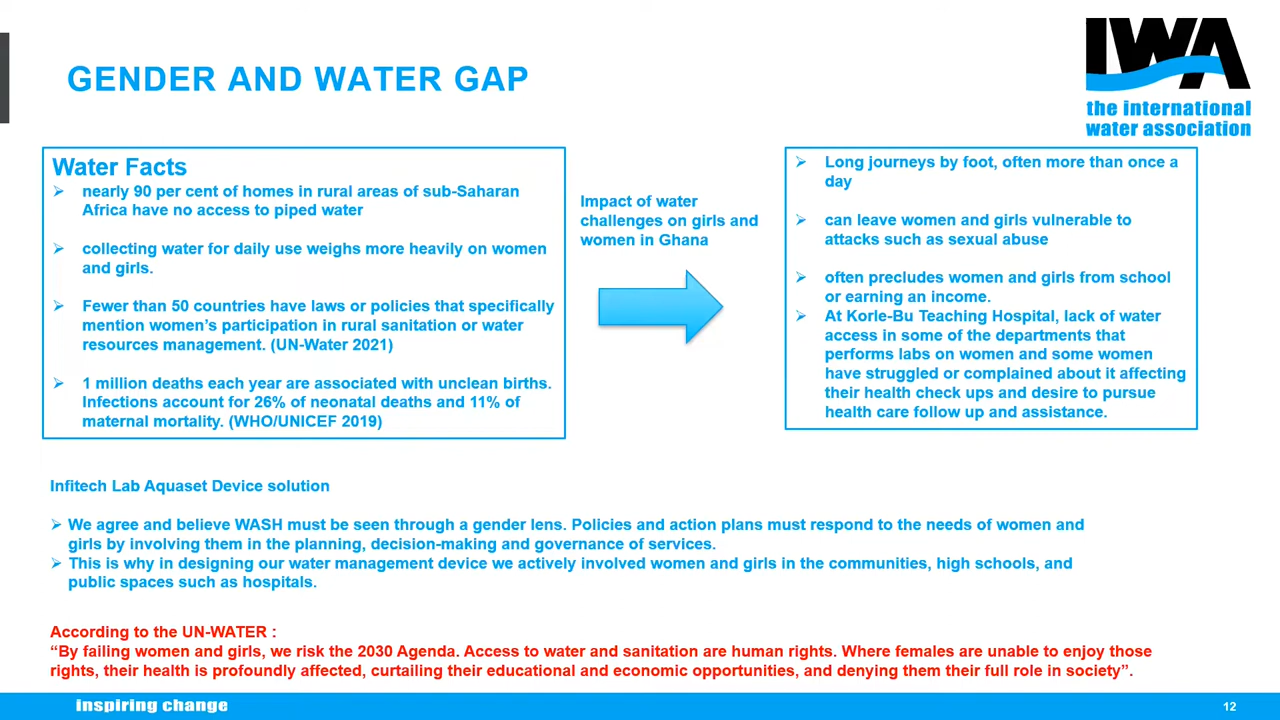 GENDER AND WATER GAP
IWA
the international
water association
Water Facts
➢ nearly 90 per cent of homes in rural areas of sub-Saharan
Africa have no access to piped water
➢ collecting water for daily use weighs more heavily on women
and girls.
➢ Fewer than 50 countries have laws or policies that specifically
mention women’s participation in rural sanitation or water
resources management. (UN-Water 2021)
➢ 1 million deaths each year are associated with unclean births.
Infections account for 26% of neonatal deaths and 11% of
maternal mortality. (WHO/UNICEF 2019)
Impact of water
challenges on girls and
women in Ghana
➢ Long journeys by foot, often more than once a
day
➢ can leave women and girls vulnerable to
attacks such as sexual abuse
➢ often precludes women and girls from school
or earning an income.
➢ At Korle-Bu Teaching Hospital, lack of water
access in some of the departments that
performs labs on women and some women
have struggled or complained about it affecting
their health check ups and desire to pursue
health care follow up and assistance.
Infitech Lab Aquaset Device solution
➢ We agree and believe WASH must be seen through a gender lens. Policies and action plans must respond to the needs of women and
girls by involving them in the planning, decision-making and governance of services.
➢ This is why in designing our water management device we actively involved women and girls in the communities, high schools, and
public spaces such as hospitals.
According to the UN-WATER :
“By failing women and girls, we risk the 2030 Agenda. Access to water and sanitation are human rights. Where females are unable to enjoy those
rights, their health is profoundly affected, curtailing their educational and economic opportunities, and denying them their full role in society”.
inspiring change
12